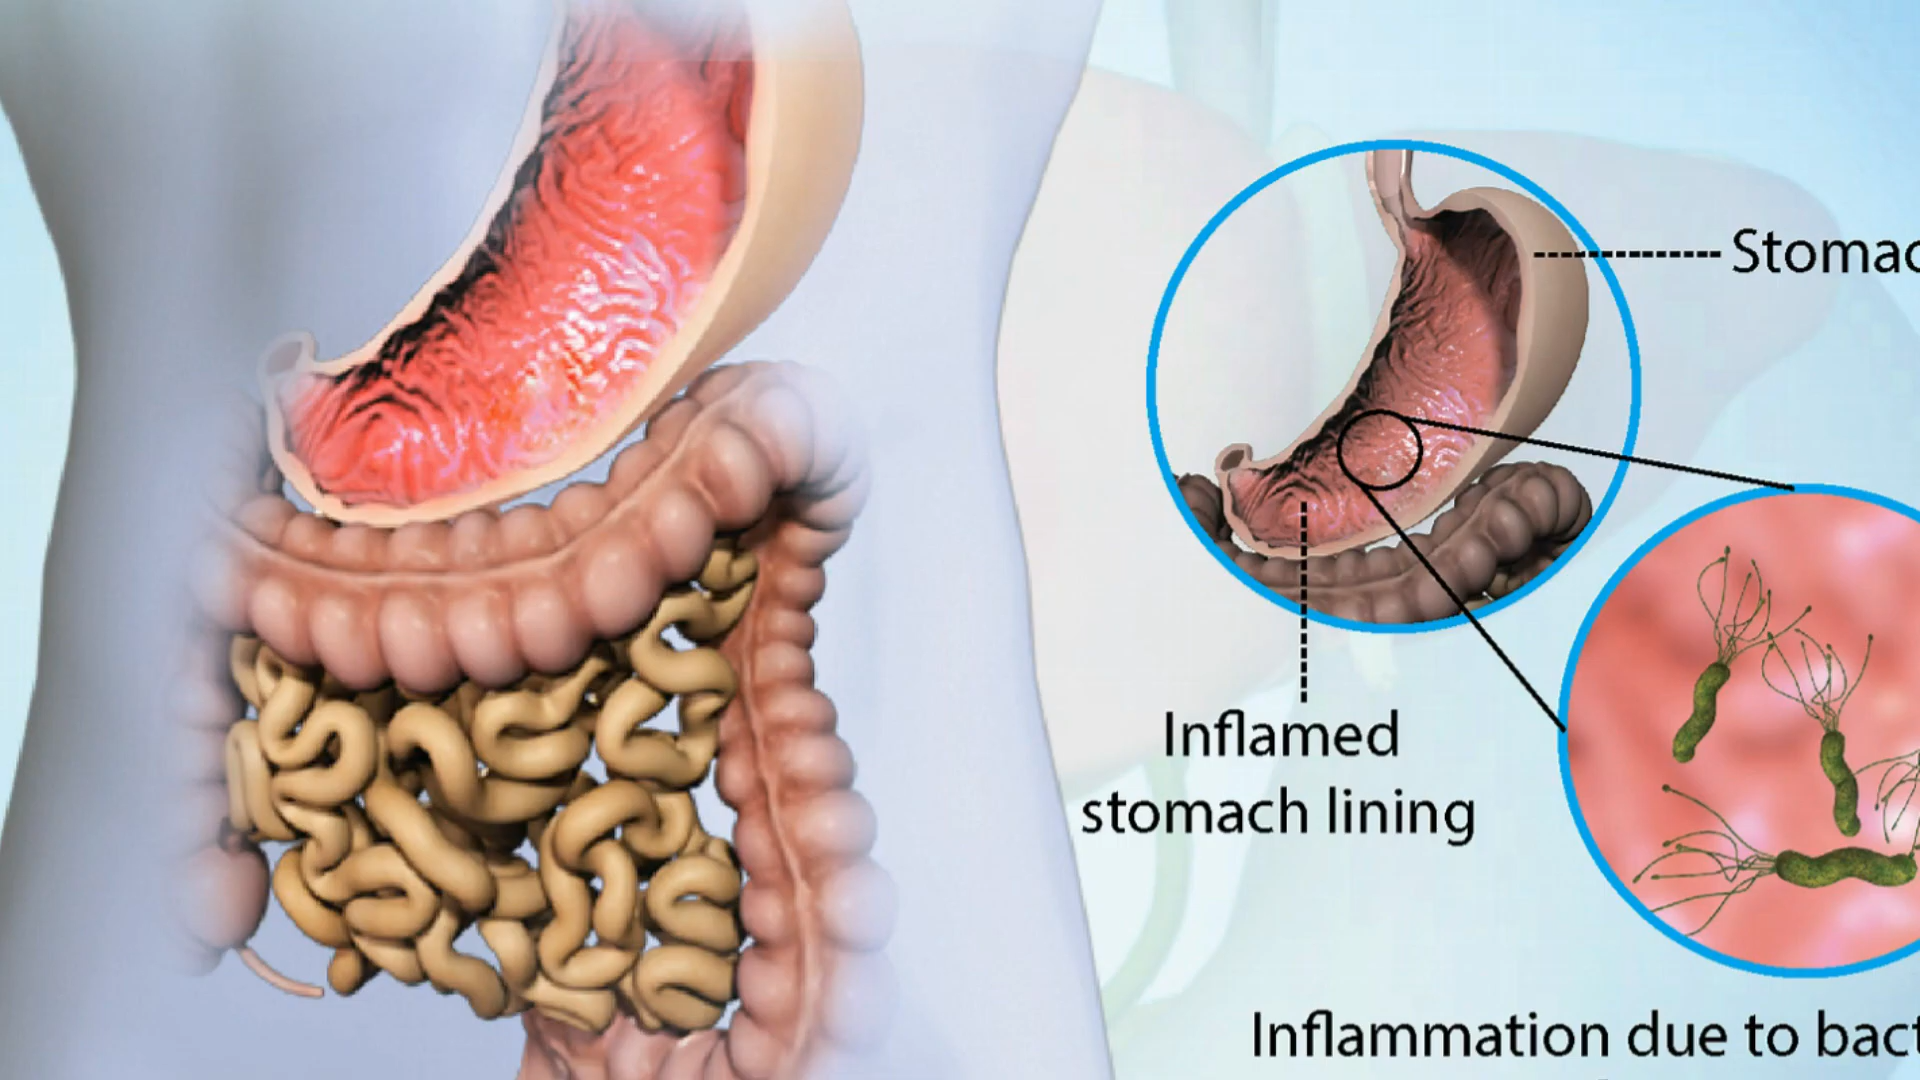 Stomac
Inflamed
stomach lining
Inflammation due to bact